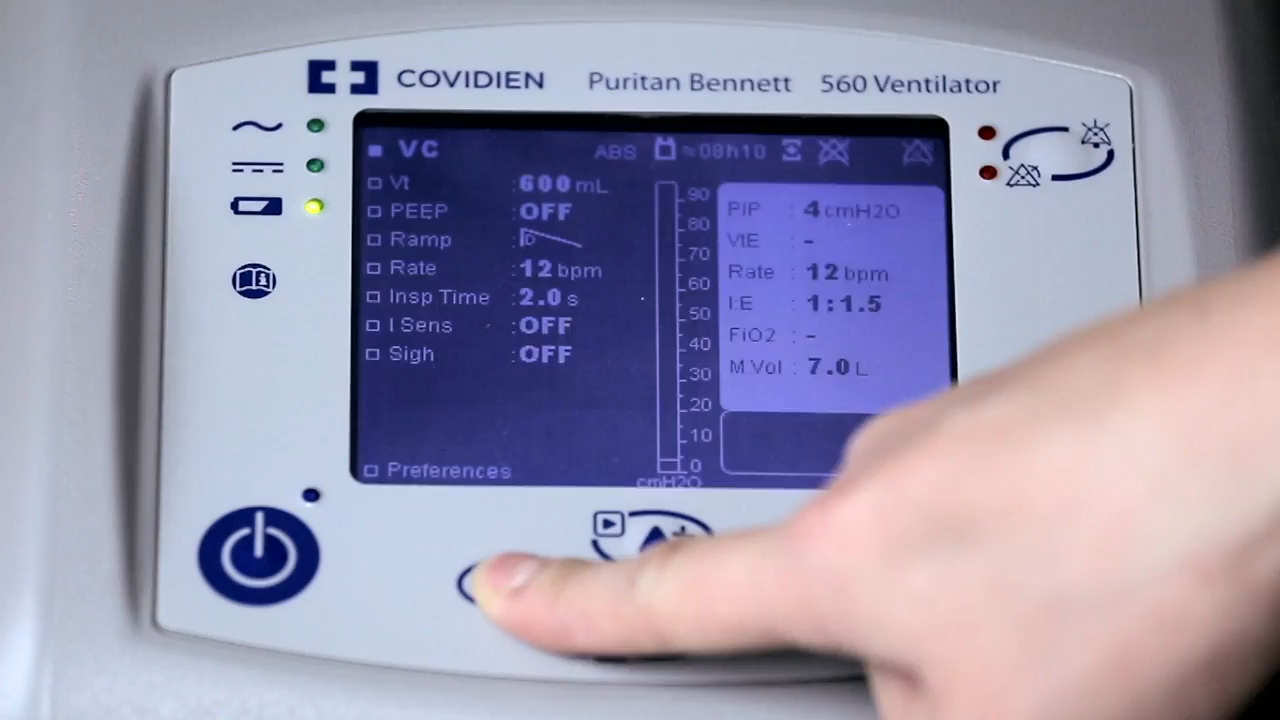 COVIDIEN Puritan Bennett 560 Ventilator
VC ABS ≈08h10
Vt :600 mL
PEEP :OFF
Ramp :
Rate :12 bpm
Insp Time :2.0 s
I Sens :OFF
Sigh :OFF
Preferences
90
80
70
60
50
40
30
20
10
0
cmH2O
PIP : 4 cmH2O
VtE : -
Rate : 12 bpm
I:E : 1:1.5
FiO2 : -
M Vol : 7.0 L